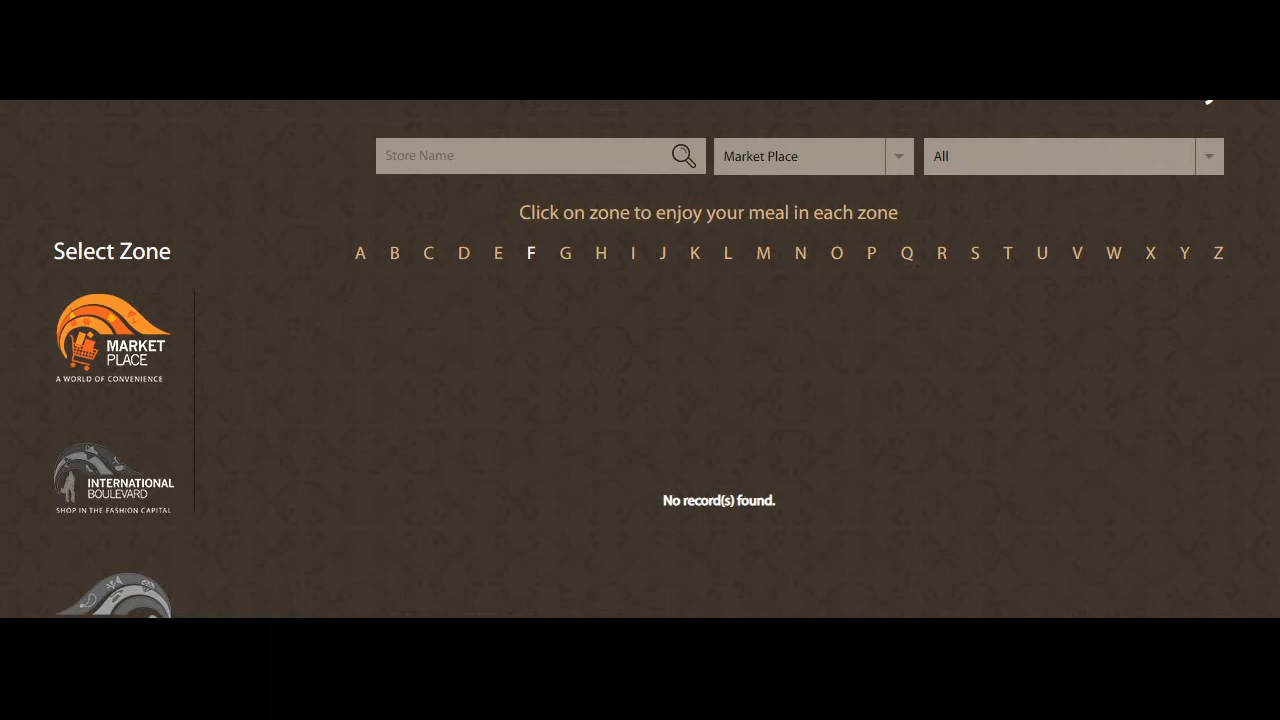 Store Name
Market Place
All
Click on zone to enjoy your meal in each zone
Select Zone
A B C D E F G H I J K L M N O P Q R S T U V W X Y Z
MARKET
PLACE
A WORLD OF CONVENIENCE
INTERNATIONAL
BOULEVARD
SHOP IN THE FASHION CAPITAL
No record(s) found.